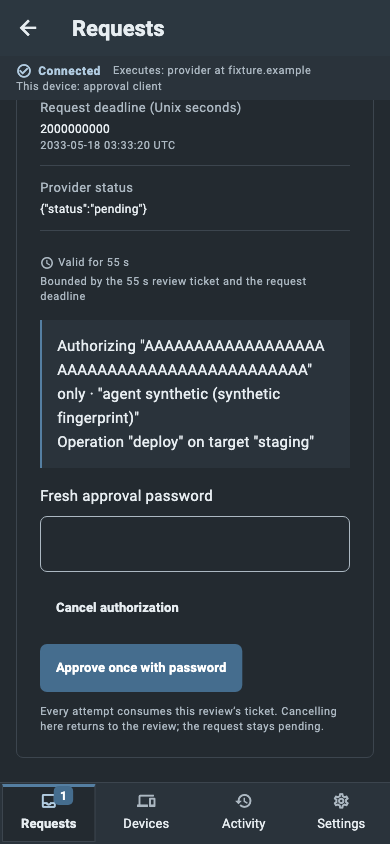 Requests
Connected Executes: provider at fixture.example
This device: approval client
Request deadline (Unix seconds)
2000000000
2033-05-18 03:33:20 UTC
Provider status
{"status":"pending"}
Valid for 55 s
Bounded by the 55 s review ticket and the request
deadline
Authorizing "AAAAAAAAAAAAAAAAAA
AAAAAAAAAAAAAAAAAAAAAAAAA"
only · "agent synthetic (synthetic
fingerprint)"
Operation "deploy" on target "staging"
Fresh approval password
Cancel authorization
Approve once with password
Every attempt consumes this review's ticket. Cancelling
here returns to the review; the request stays pending.
1
Requests Devices Activity Settings